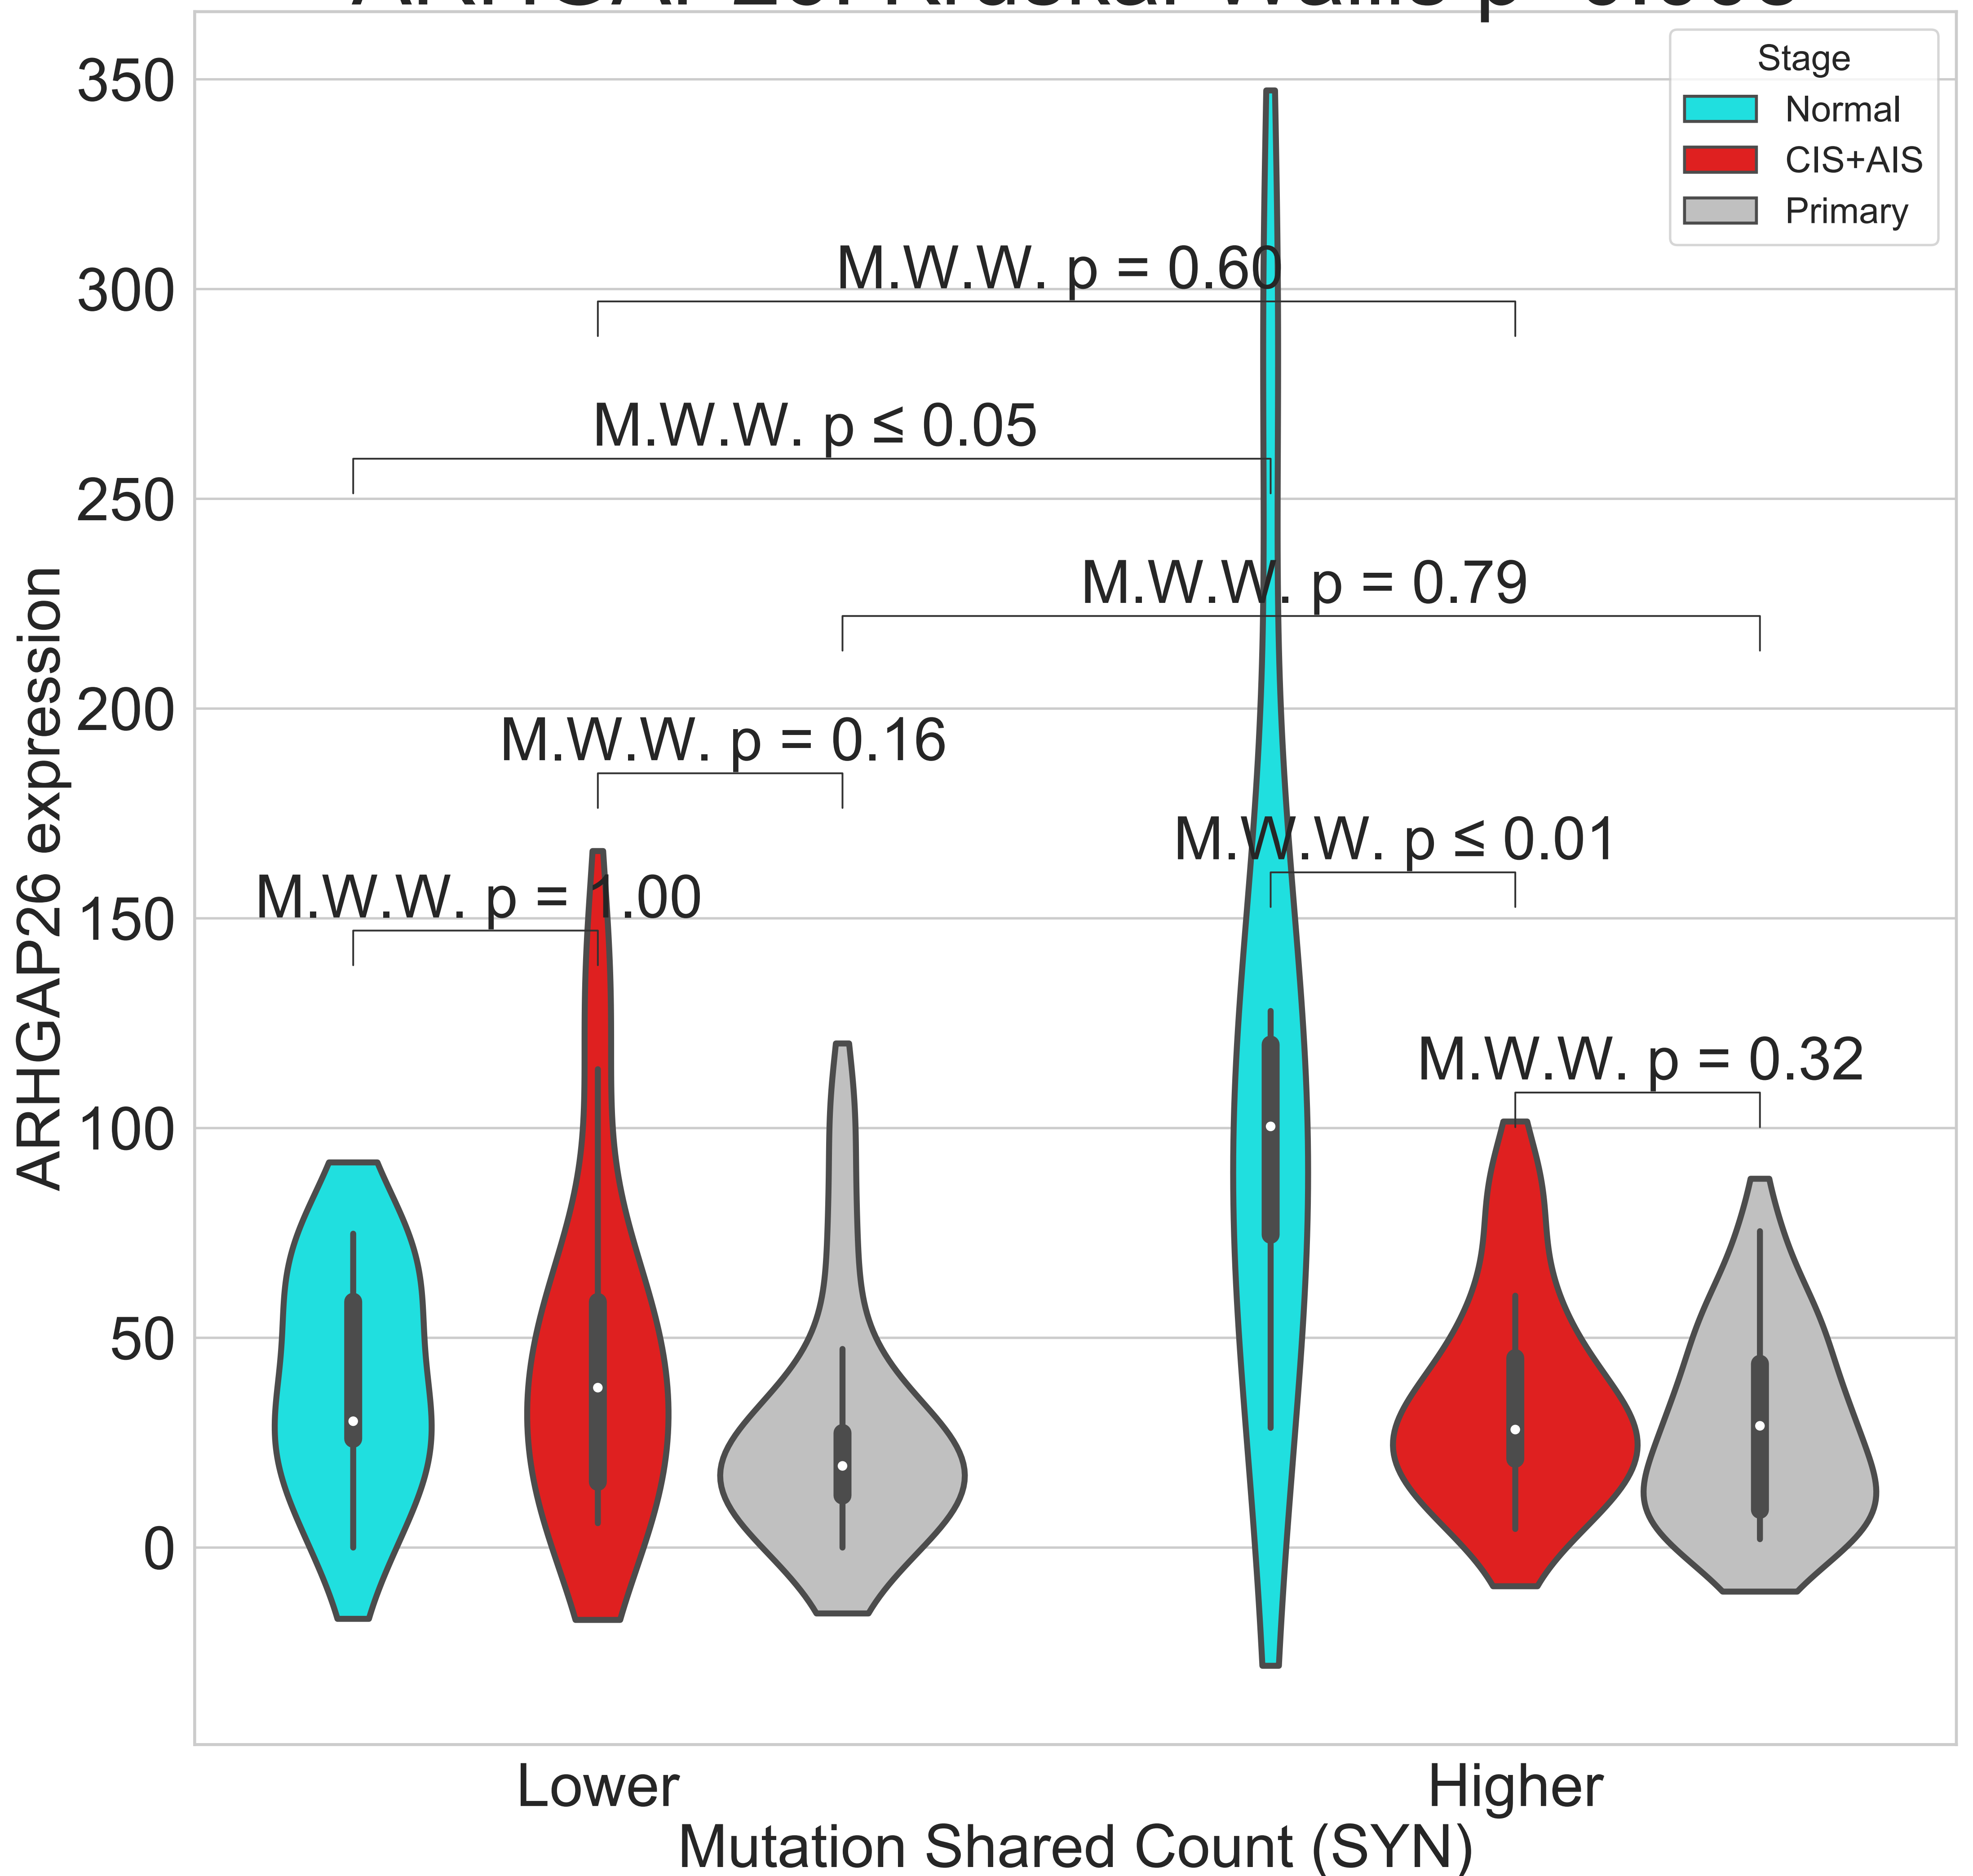 Stage
Normal
CIS+AIS
Primary
350
300
250
200
150
100
50
0
ARHGAP26 expression
M.W.W. p = 0.60
M.W.W. p ≤ 0.05
M.W.W. p = 0.79
M.W.W. p = 0.16
M.W.W. p ≤ 0.01
M.W.W. p = 1.00
M.W.W. p = 0.32
Lower
Higher
Mutation Shared Count (SYN)